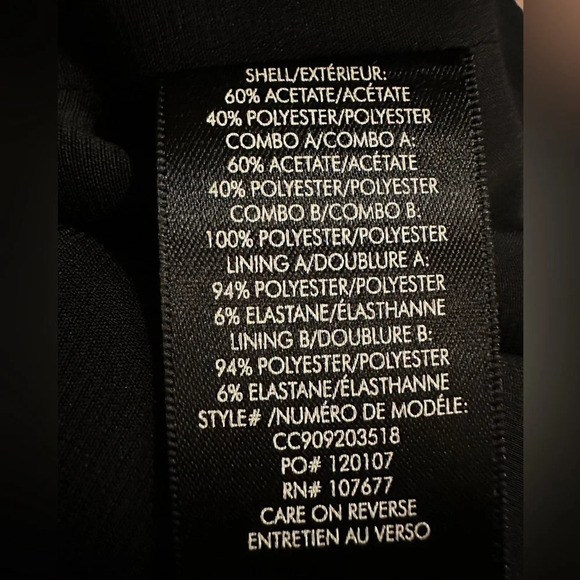 SHELL/EXTÉRIEUR:
60% ACETATE/ACÉTATE
40% POLYESTER/POLYESTER
COMBO A/COMBO A:
60% ACETATE/ACÉTATE
40% POLYESTER/POLYESTER
COMBO B/COMBO B:
100% POLYESTER/POLYESTER
LINING A/DOUBLURE A:
94% POLYESTER/POLYESTER
6% ELASTANE/ÉLASTHANNE
LINING B/DOUBLURE B:
94% POLYESTER/POLYESTER
6% ELASTANE/ÉLASTHANNE
STYLE# /NUMÉRO DE MODÉLE:
CC909203518
PO# 120107
RN# 107677
CARE ON REVERSE
ENTRETIEN AU VERSO